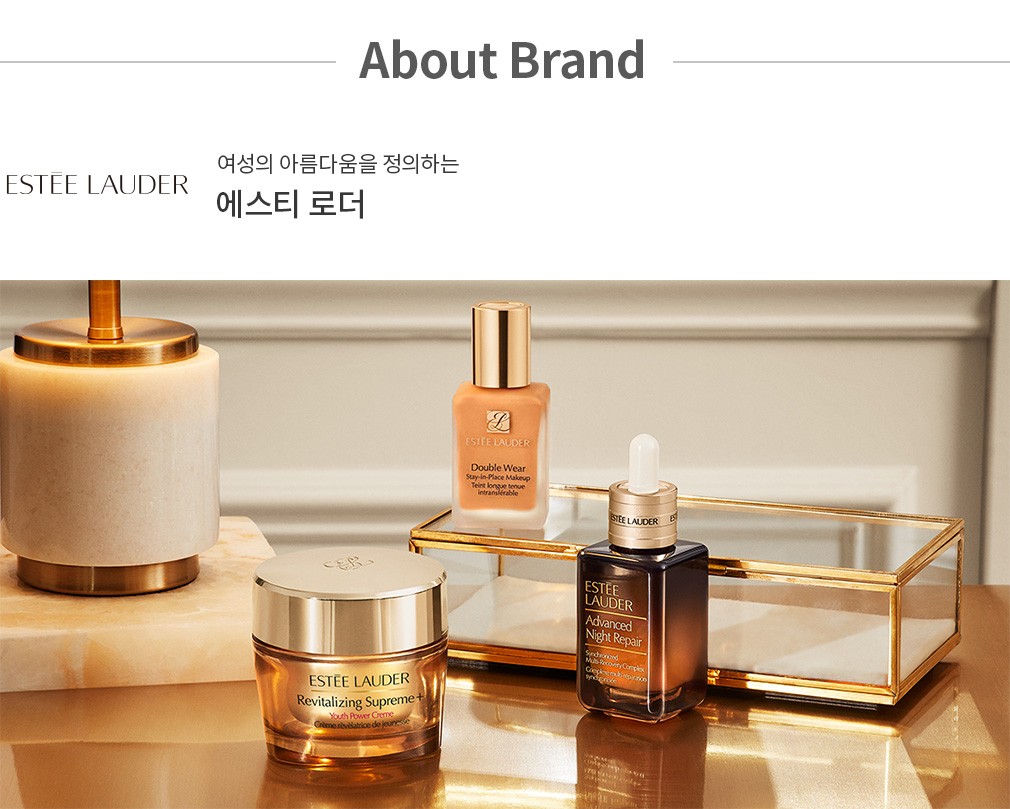 About Brand
ESTĒE LAUDER
여성의 아름다움을 정의하는
에스티 로더
ESTĒE LAUDER
Double Wear
Stay-in-Place Makeup
Teint longue tenue
intransférable
ESTĒE LAUDER
ESTĒE
LAUDER
Advanced
Night Repair
Synchronized
Multi-Recovery Complex
Complexe multi-réparation
synchronisée
ESTĒE LAUDER
Revitalizing Supreme+
Youth Power Creme
Crème révélatrice de jeunesse